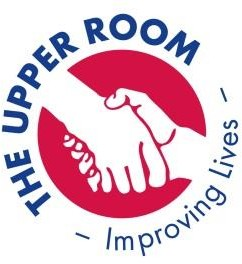 THE UPPER ROOM
– Improving Lives –